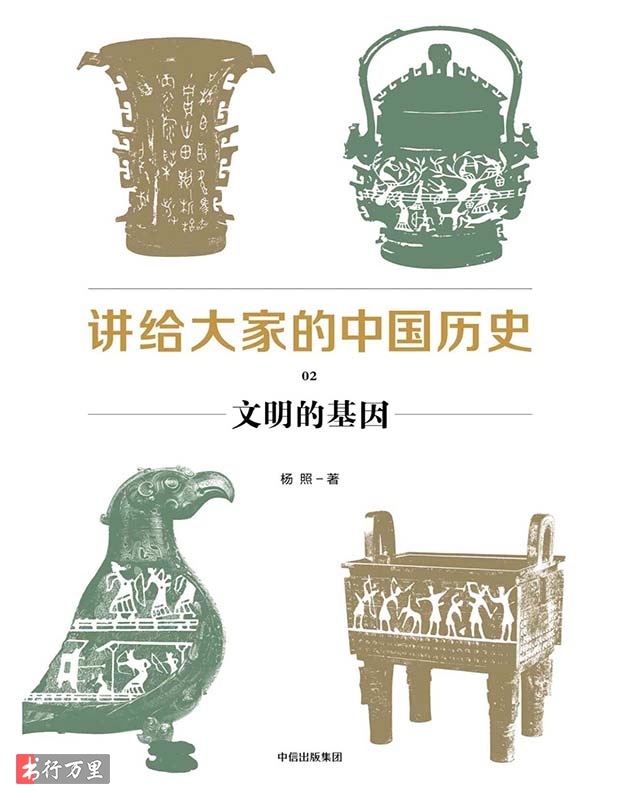 讲给大家的中国历史
02
文明的基因
杨 照-著
中信出版集团
书行万里